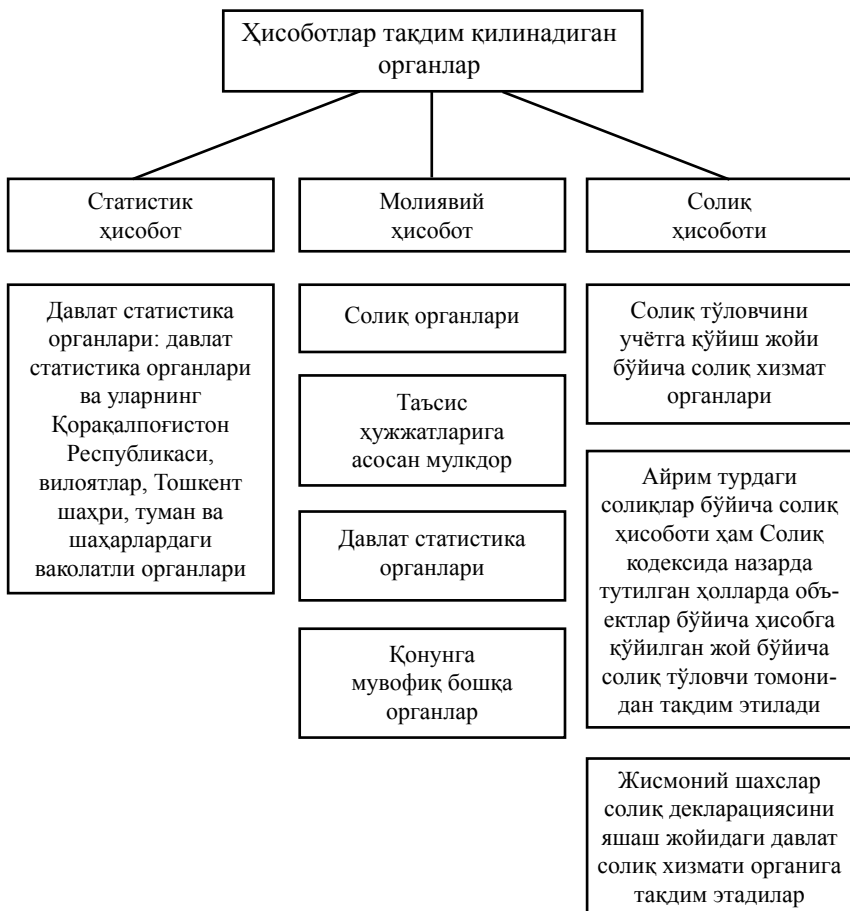 Ҳисоботлар тақдим қилинадиган
органлар
Статистик
ҳисобот
Молиявий
ҳисобот
Солиқ
ҳисоботи
Давлат статистика
органлари: давлат
статистика органлари
ва уларнинг
Қорақалпоғистон
Республикаси,
вилоятлар, Тошкент
шаҳри, туман ва
шаҳарлардаги
ваколатли органлари
Солиқ органлари
Таъсис
ҳужжатларига
асосан мулкдор
Давлат статистика
органлари
Қонунга
мувофиқ бошқа
органлар
Солиқ тўловчини
учётга қўйиш жойи
бўйича солиқ хизмат
органлари
Айрим турдаги
солиқлар бўйича солиқ
ҳисоботи ҳам Солиқ
кодексида назарда
тутилган ҳолларда объ-
ектлар бўйича ҳисобга
қўйилган жой бўйича
солиқ тўловчи томони-
дан тақдим этилади
Жисмоний шахслар
солиқ декларациясини
яшаш жойидаги давлат
солиқ хизмати органига
тақдим этадилар